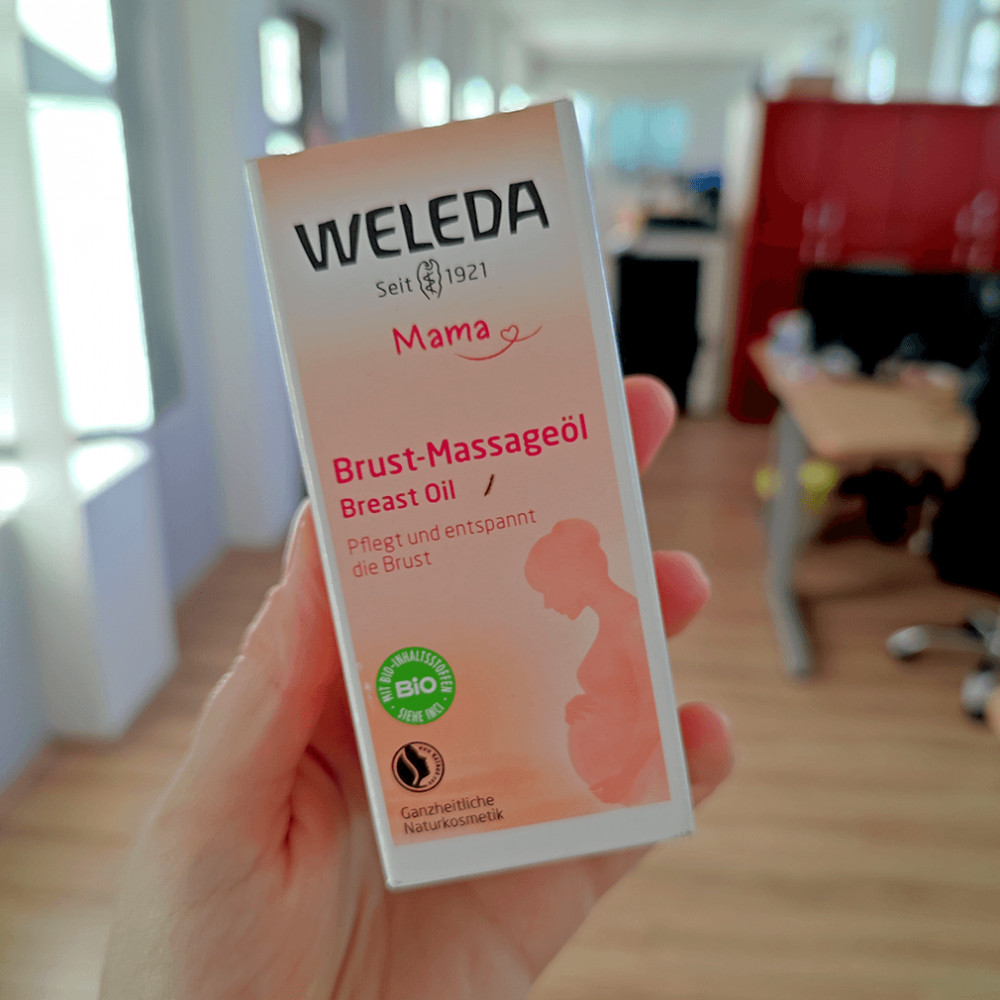 WELEDA
Seit 1921
Mama
Brust-Massageöl
Breast Oil
Pflegt und entspannt
die Brust
MIT BIO-INHALTSSTOFFEN
BiO
SIEHE INCI
Ganzheitliche
Naturkosmetik